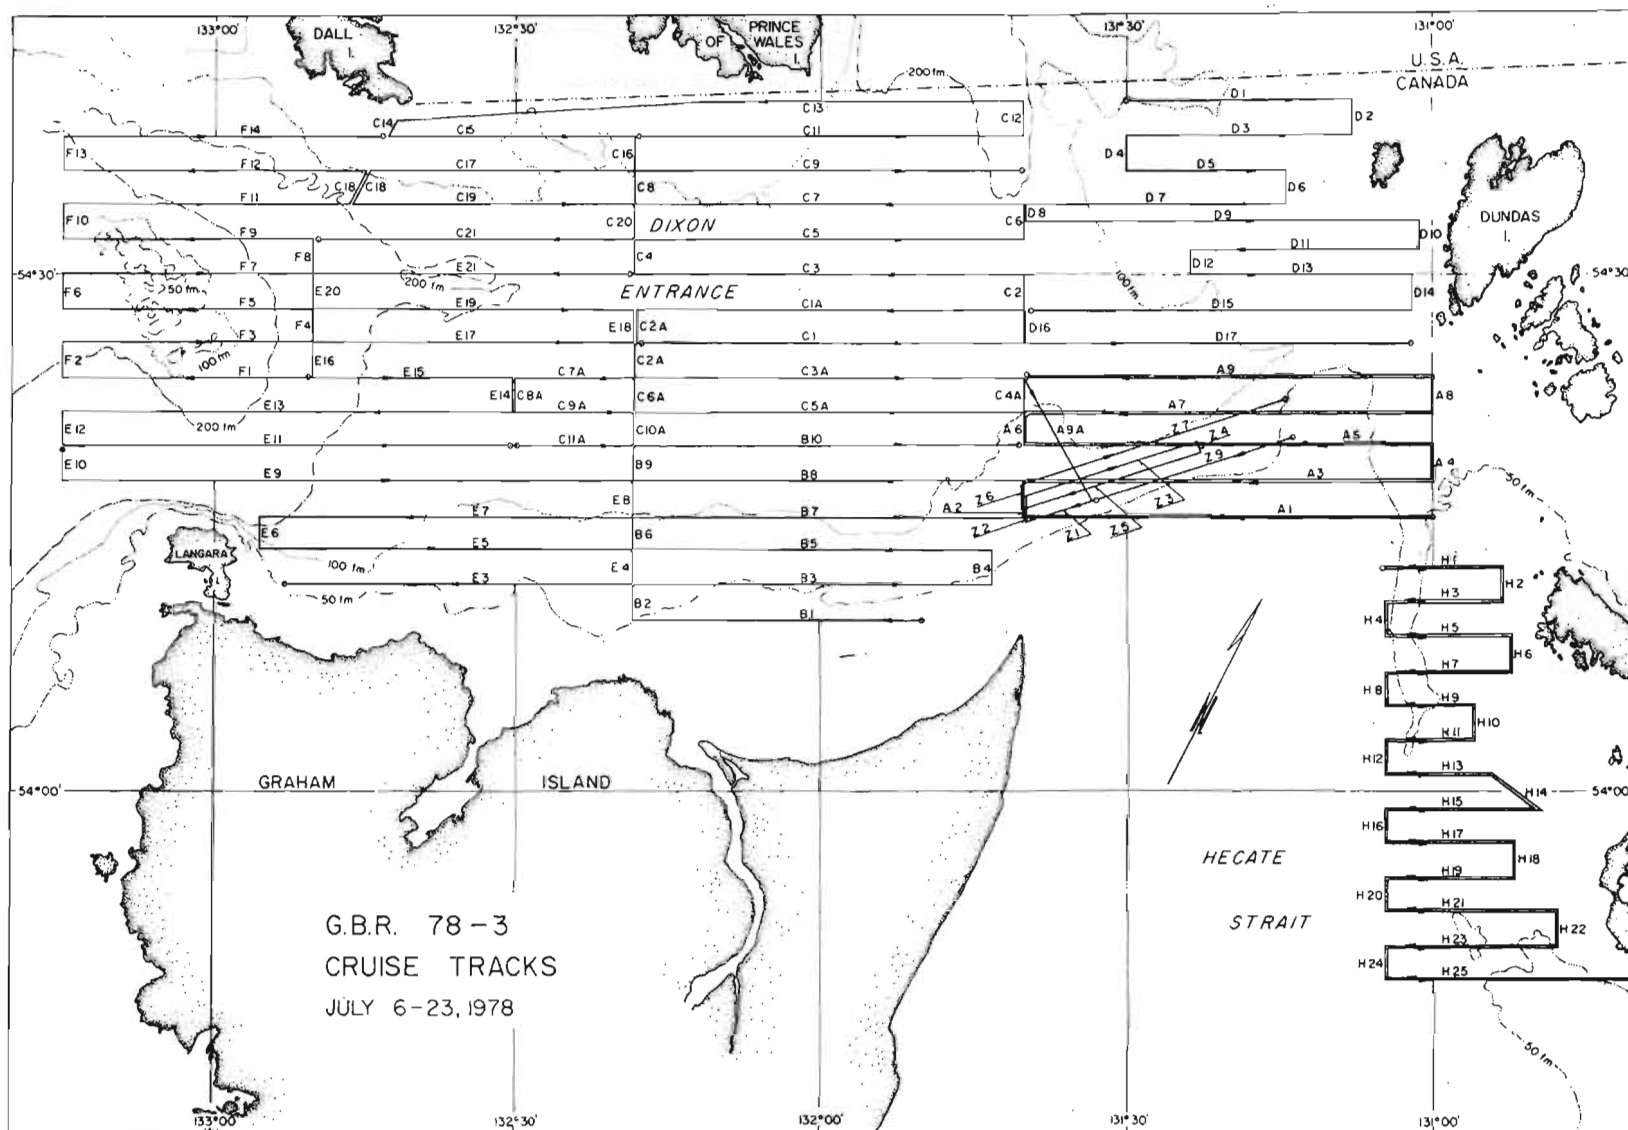 133°00' 132°30' 131°30' 131°00'
DALL I.
PRINCE OF WALES I.
U.S.A.
CANADA
200 fm
C13 C12 D1 D2
C14 F14 C15 C11 D3
F13 F12 C17 C16 C9 D4 D5
C18 C18 C8 D6
F11 C19 C7 D7
F10 C20 DIXON C6 D8 D9 DUNDAS I.
F9 C21 C5 D10
F8 C4 D11
F7 E21 C3 D12 D13
54°30' 54°30'
F6 50 fm E20 200 fm ENTRANCE C2 100 fm D14
F5 E19 C1A D15
F4 E18 C2A D16
F3 E17 C1 D17
F2 100 fm E16 C2A
F1 E15 C7A C3A A9
E14 C8A C6A C4A A8
E13 C9A C5A A7
E12 200 fm C10A A6 A9A Z7 Z4
E11 C11A B10 A5
E10 B9 Z9 A4
E9 B8 A3
E8 Z6 Z3 50 fm
E7 B7 A2 A1
E6 B6 Z2 Z1 Z5
LANGARA I. E5 B5
100 fm E4 B4 H1
E3 B3 H2
50 fm B2 H3
B1 H4
H5
H6
H7
H8
H9
H10
H11
H12
H13
54°00' 54°00'
GRAHAM ISLAND H14
H15
H16
H17
HECATE H18
H19
H20
H21
STRAIT H22
H23
H24
H25
50 fm
G.B.R. 78-3
CRUISE TRACKS
JULY 6-23, 1978
133°00' 132°30' 132°00' 131°30' 131°00'